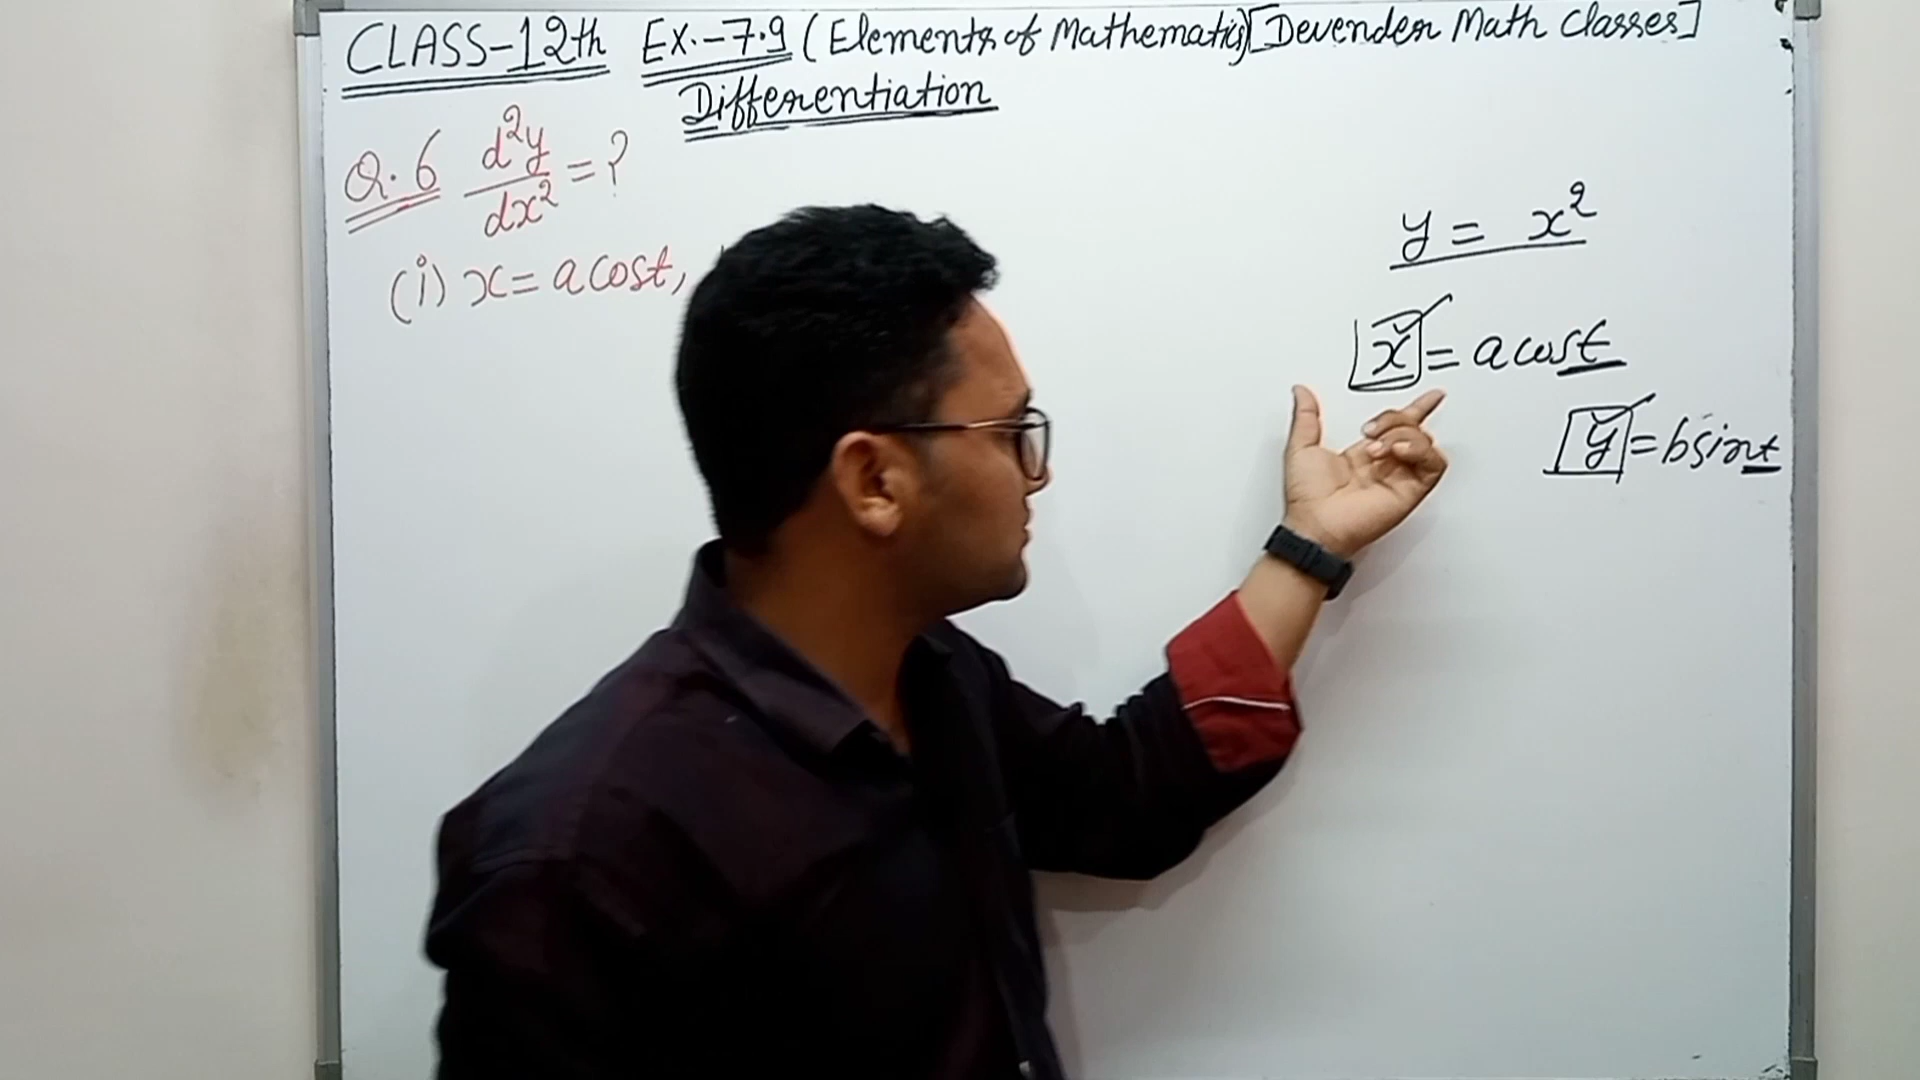 CLASS-12th Ex.-7.9 (Elements of Mathematics) [Devender Math Classes]
Differentiation
Q.6 d²y/dx² = ?
(i) x = a cost,
y = x²
x = a cost
y = b sint